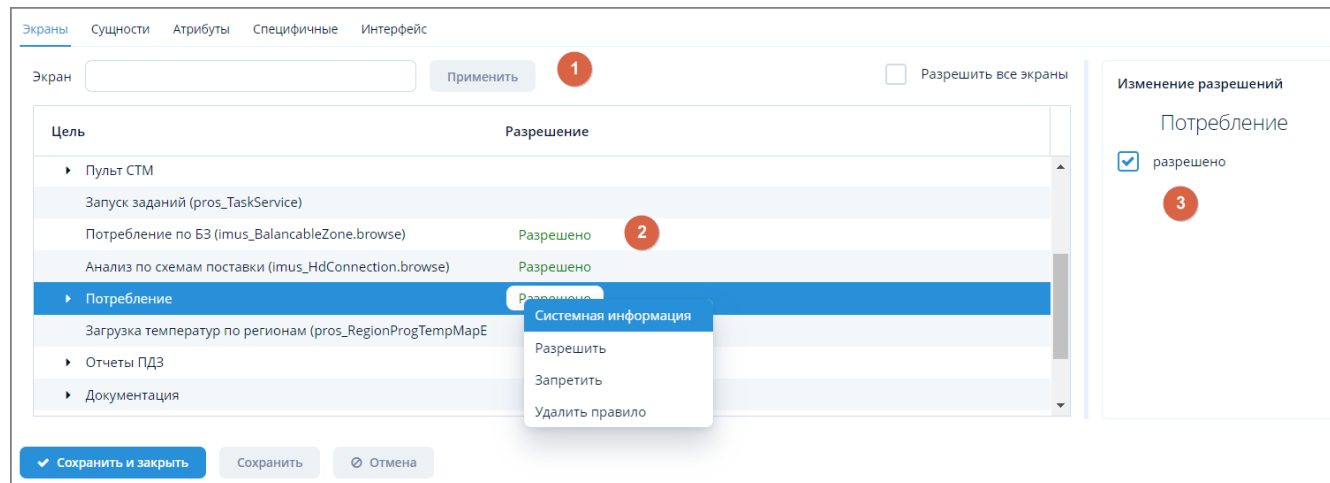 Экраны Сущности Атрибуты Специфичные Интерфейс
Экран Применить 1 Разрешить все экраны
Изменение разрешений
Цель Разрешение
Потребление
Пульт СТМ
разрешено
Запуск заданий (pros_TaskService)
3
Потребление по БЗ (imus_BalancableZone.browse) Разрешено 2
Анализ по схемам поставки (imus_HdConnection.browse) Разрешено
Потребление Разрешено
Системная информация
Загрузка температур по регионам (pros_RegionProgTempMapE
Разрешить
Отчеты ПДЗ
Запретить
Документация
Удалить правило
Сохранить и закрыть Сохранить Отмена